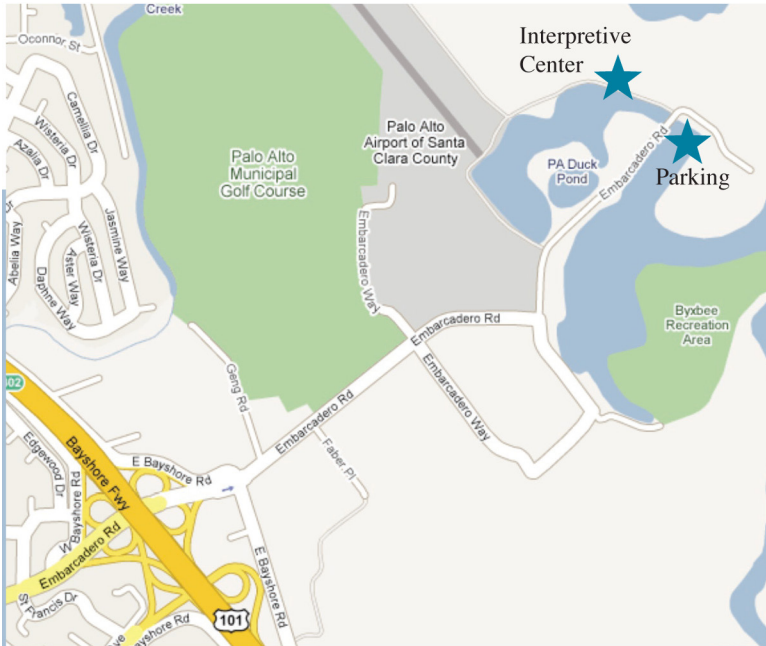 Creek
Oconnor St
Interpretive
Center
Camellia Dr
Wisteria Dr
Azalia Dr
Palo Alto
Airport of Santa
Clara County
Palo Alto
Municipal
Golf Course
PA Duck
Pond
Embarcadero Rd
Parking
Dr
Abelia Way
Wisteria Dr
Aster Way
Jasmine Way
Daphne Way
Embarcadero Way
Embarcadero Rd
Byxbee
Recreation
Area
Geng Rd
Embarcadero Rd
Embarcadero Way
Faber Pl
Edgewood Dr
Bayshore Fwy
E Bayshore Rd
W Bayshore Rd
Embarcadero Rd
E Bayshore Rd
St Francis Dr
101
ayshore Rd